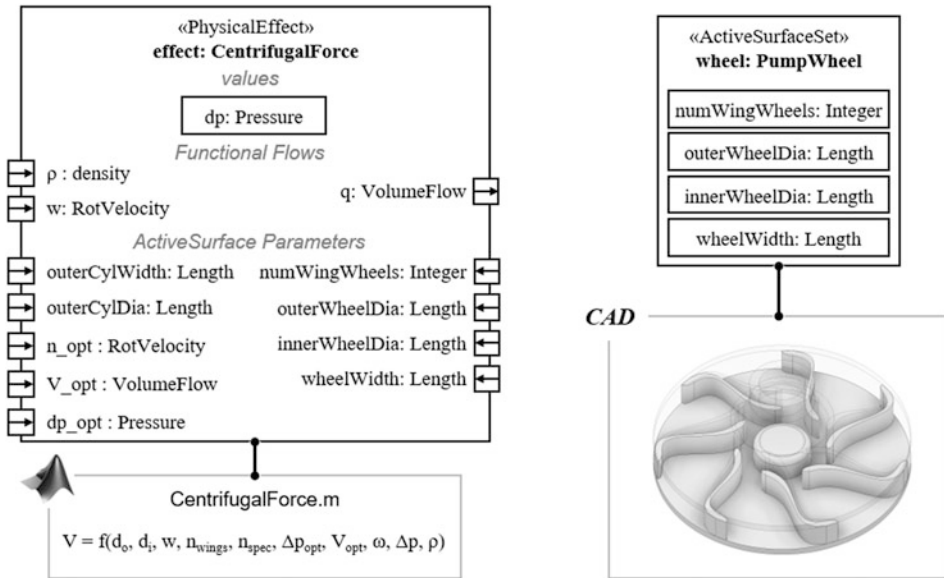 «PhysicalEffect»
effect: CentrifugalForce
values
dp: Pressure
Functional Flows
ρ : density
w: RotVelocity
q: VolumeFlow
ActiveSurface Parameters
outerCylWidth: Length
outerCylDia: Length
n_opt : RotVelocity
V_opt : VolumeFlow
dp_opt : Pressure
numWingWheels: Integer
outerWheelDia: Length
innerWheelDia: Length
wheelWidth: Length
CentrifugalForce.m
V = f(dₒ, dᵢ, w, n_wings, n_spec, Δp_opt, V_opt, ω, Δp, ρ)
«ActiveSurfaceSet»
wheel: PumpWheel
numWingWheels: Integer
outerWheelDia: Length
innerWheelDia: Length
wheelWidth: Length
CAD